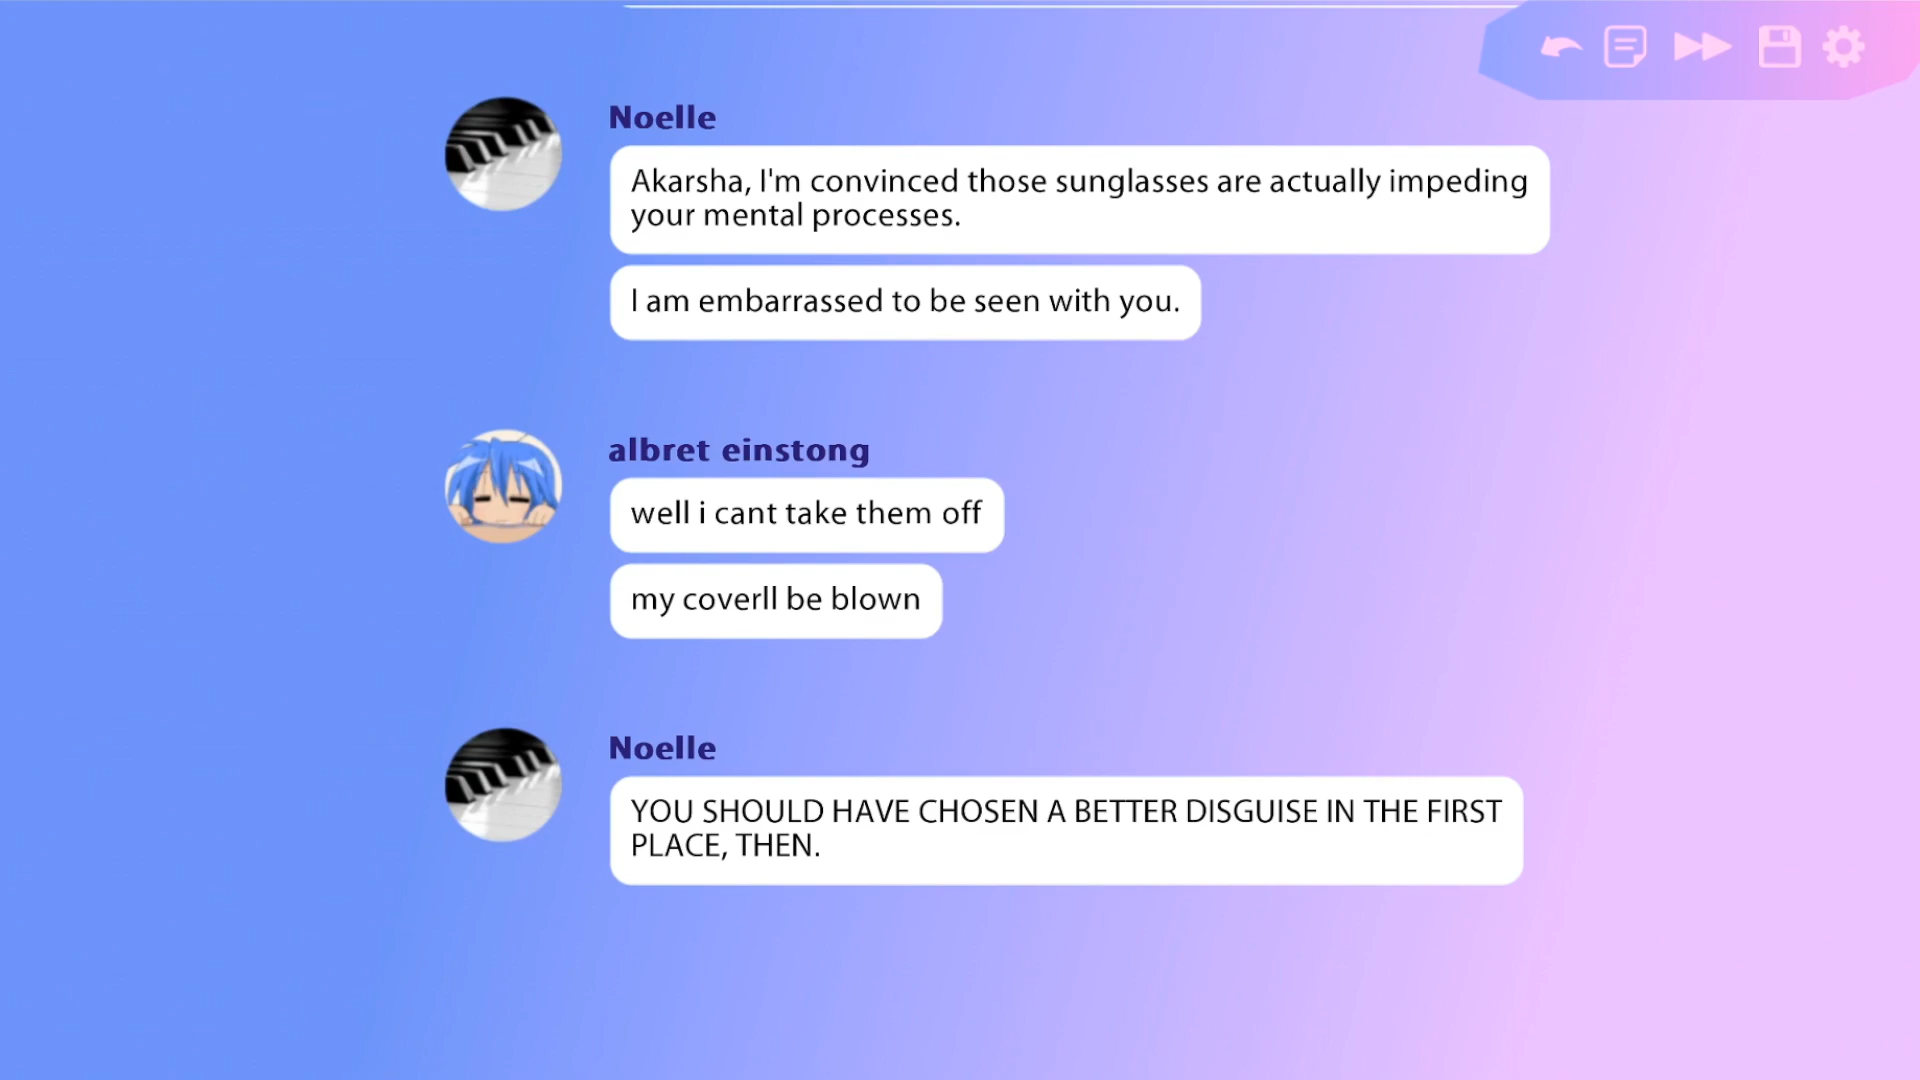 Noelle
Akarsha, I'm convinced those sunglasses are actually impeding
your mental processes.
I am embarrassed to be seen with you.
albret einstong
well i cant take them off
my coverll be blown
Noelle
YOU SHOULD HAVE CHOSEN A BETTER DISGUISE IN THE FIRST
PLACE, THEN.